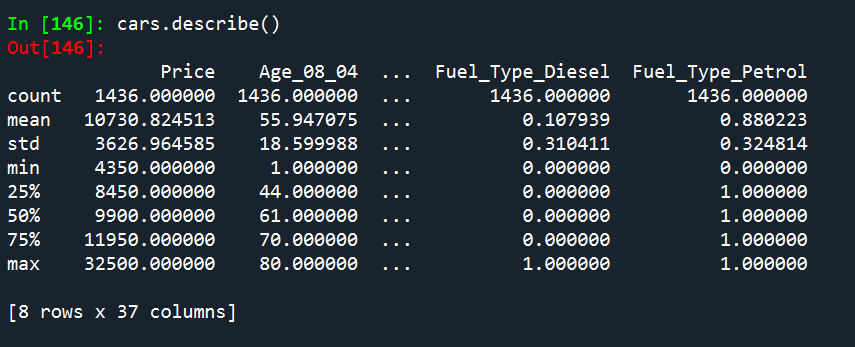 In [146]: cars.describe()
Out[146]:
Price Age_08_04 ... Fuel_Type_Diesel Fuel_Type_Petrol
count 1436.000000 1436.000000 ... 1436.000000 1436.000000
mean 10730.824513 55.947075 ... 0.107939 0.880223
std 3626.964585 18.599988 ... 0.310411 0.324814
min 4350.000000 1.000000 ... 0.000000 0.000000
25% 8450.000000 44.000000 ... 0.000000 1.000000
50% 9900.000000 61.000000 ... 0.000000 1.000000
75% 11950.000000 70.000000 ... 0.000000 1.000000
max 32500.000000 80.000000 ... 1.000000 1.000000
[8 rows x 37 columns]